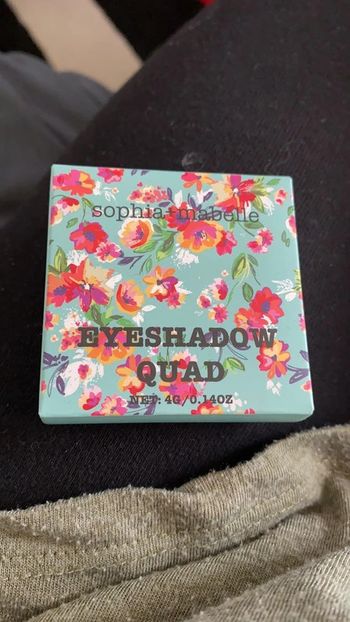 sophia+mabelle
EYESHADOW
QUAD
NET: 4G/0.14OZ